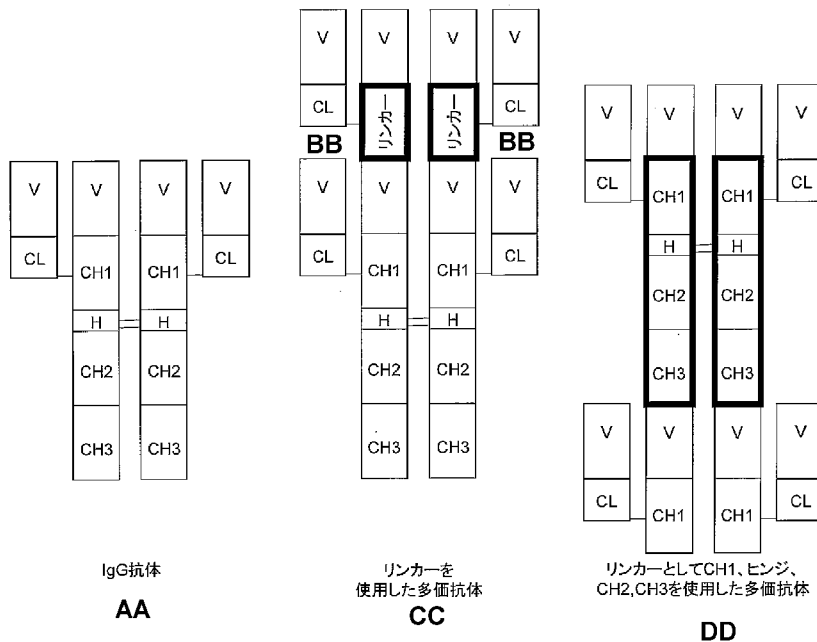 V V V V
CL リンカー リンカー CL
BB BB
V V V V
CL CH1 CH1 CL
H H
CH2 CH2
CH3 CH3
V V V V
CL CH1 CH1 CL
H H
CH2 CH2
CH3 CH3
V V V V
CL CH1 CH1 CL
H H
CH2 CH2
CH3 CH3
V V V V
CL CH1 CH1 CL
IgG抗体
AA
リンカーを
使用した多価抗体
CC
リンカーとしてCH1、ヒンジ、
CH2,CH3を使用した多価抗体
DD